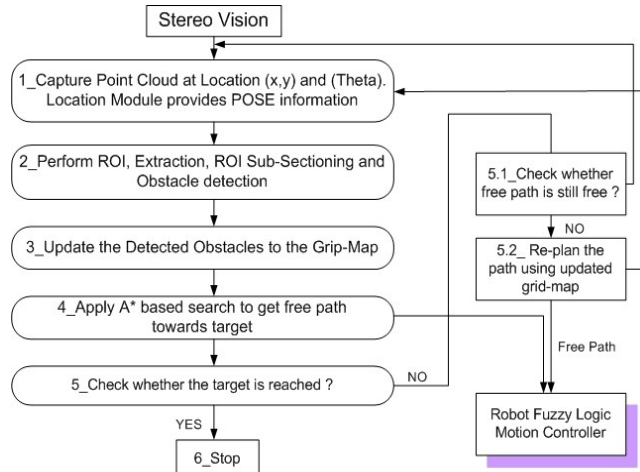 Stereo Vision
1_Capture Point Cloud at Location (x,y) and (Theta).
Location Module provides POSE information
2_Perform ROI, Extraction, ROI Sub-Sectioning and
Obstacle detection
3_Update the Detected Obstacles to the Grip-Map
4_Apply A* based search to get free path
towards target
5_Check whether the target is reached ?
NO
YES
6_Stop
5.1_Check whether
free path is still free ?
NO
5.2_ Re-plan the
path using updated
grid-map
Free Path
Robot Fuzzy Logic
Motion Controller